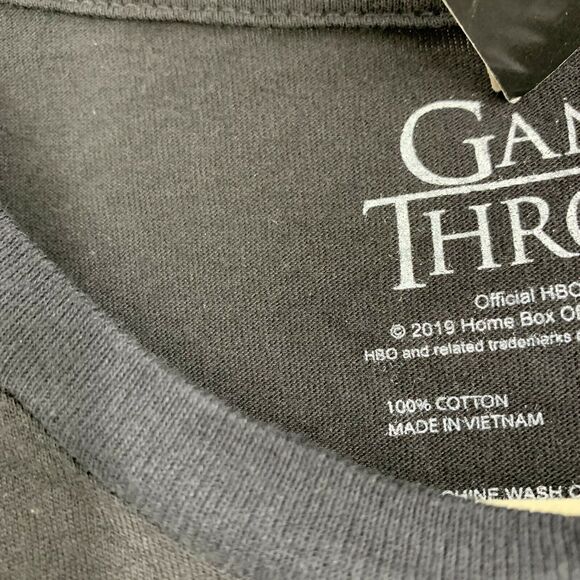 GAM
THRO
Official HBO
© 2019 Home Box Of
HBO and related trademarks
100% COTTON
MADE IN VIETNAM
CHINE WASH C